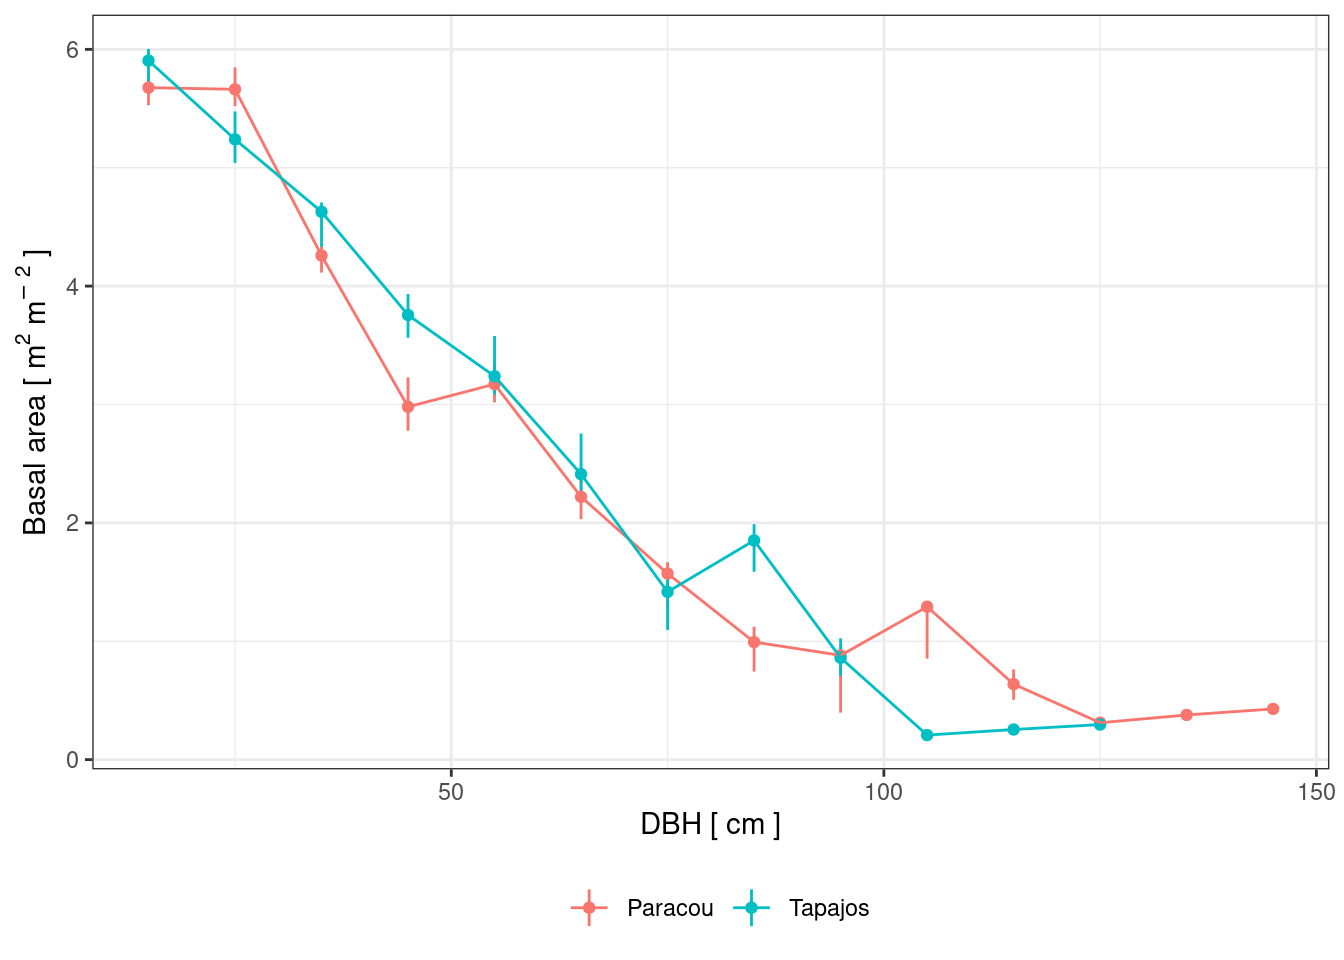 6
4
2
0
Basal area [ m² m⁻² ]
50 100 150
DBH [ cm ]
Paracou Tapajos